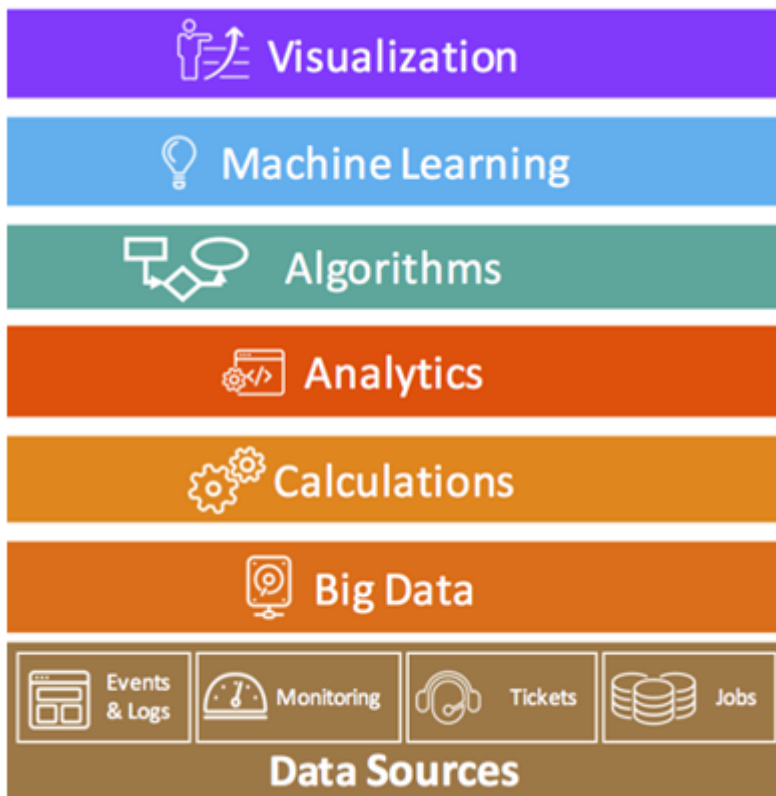 Visualization
Machine Learning
Algorithms
Analytics
Calculations
Big Data
Events
& Logs
Monitoring
Tickets
Jobs
Data Sources